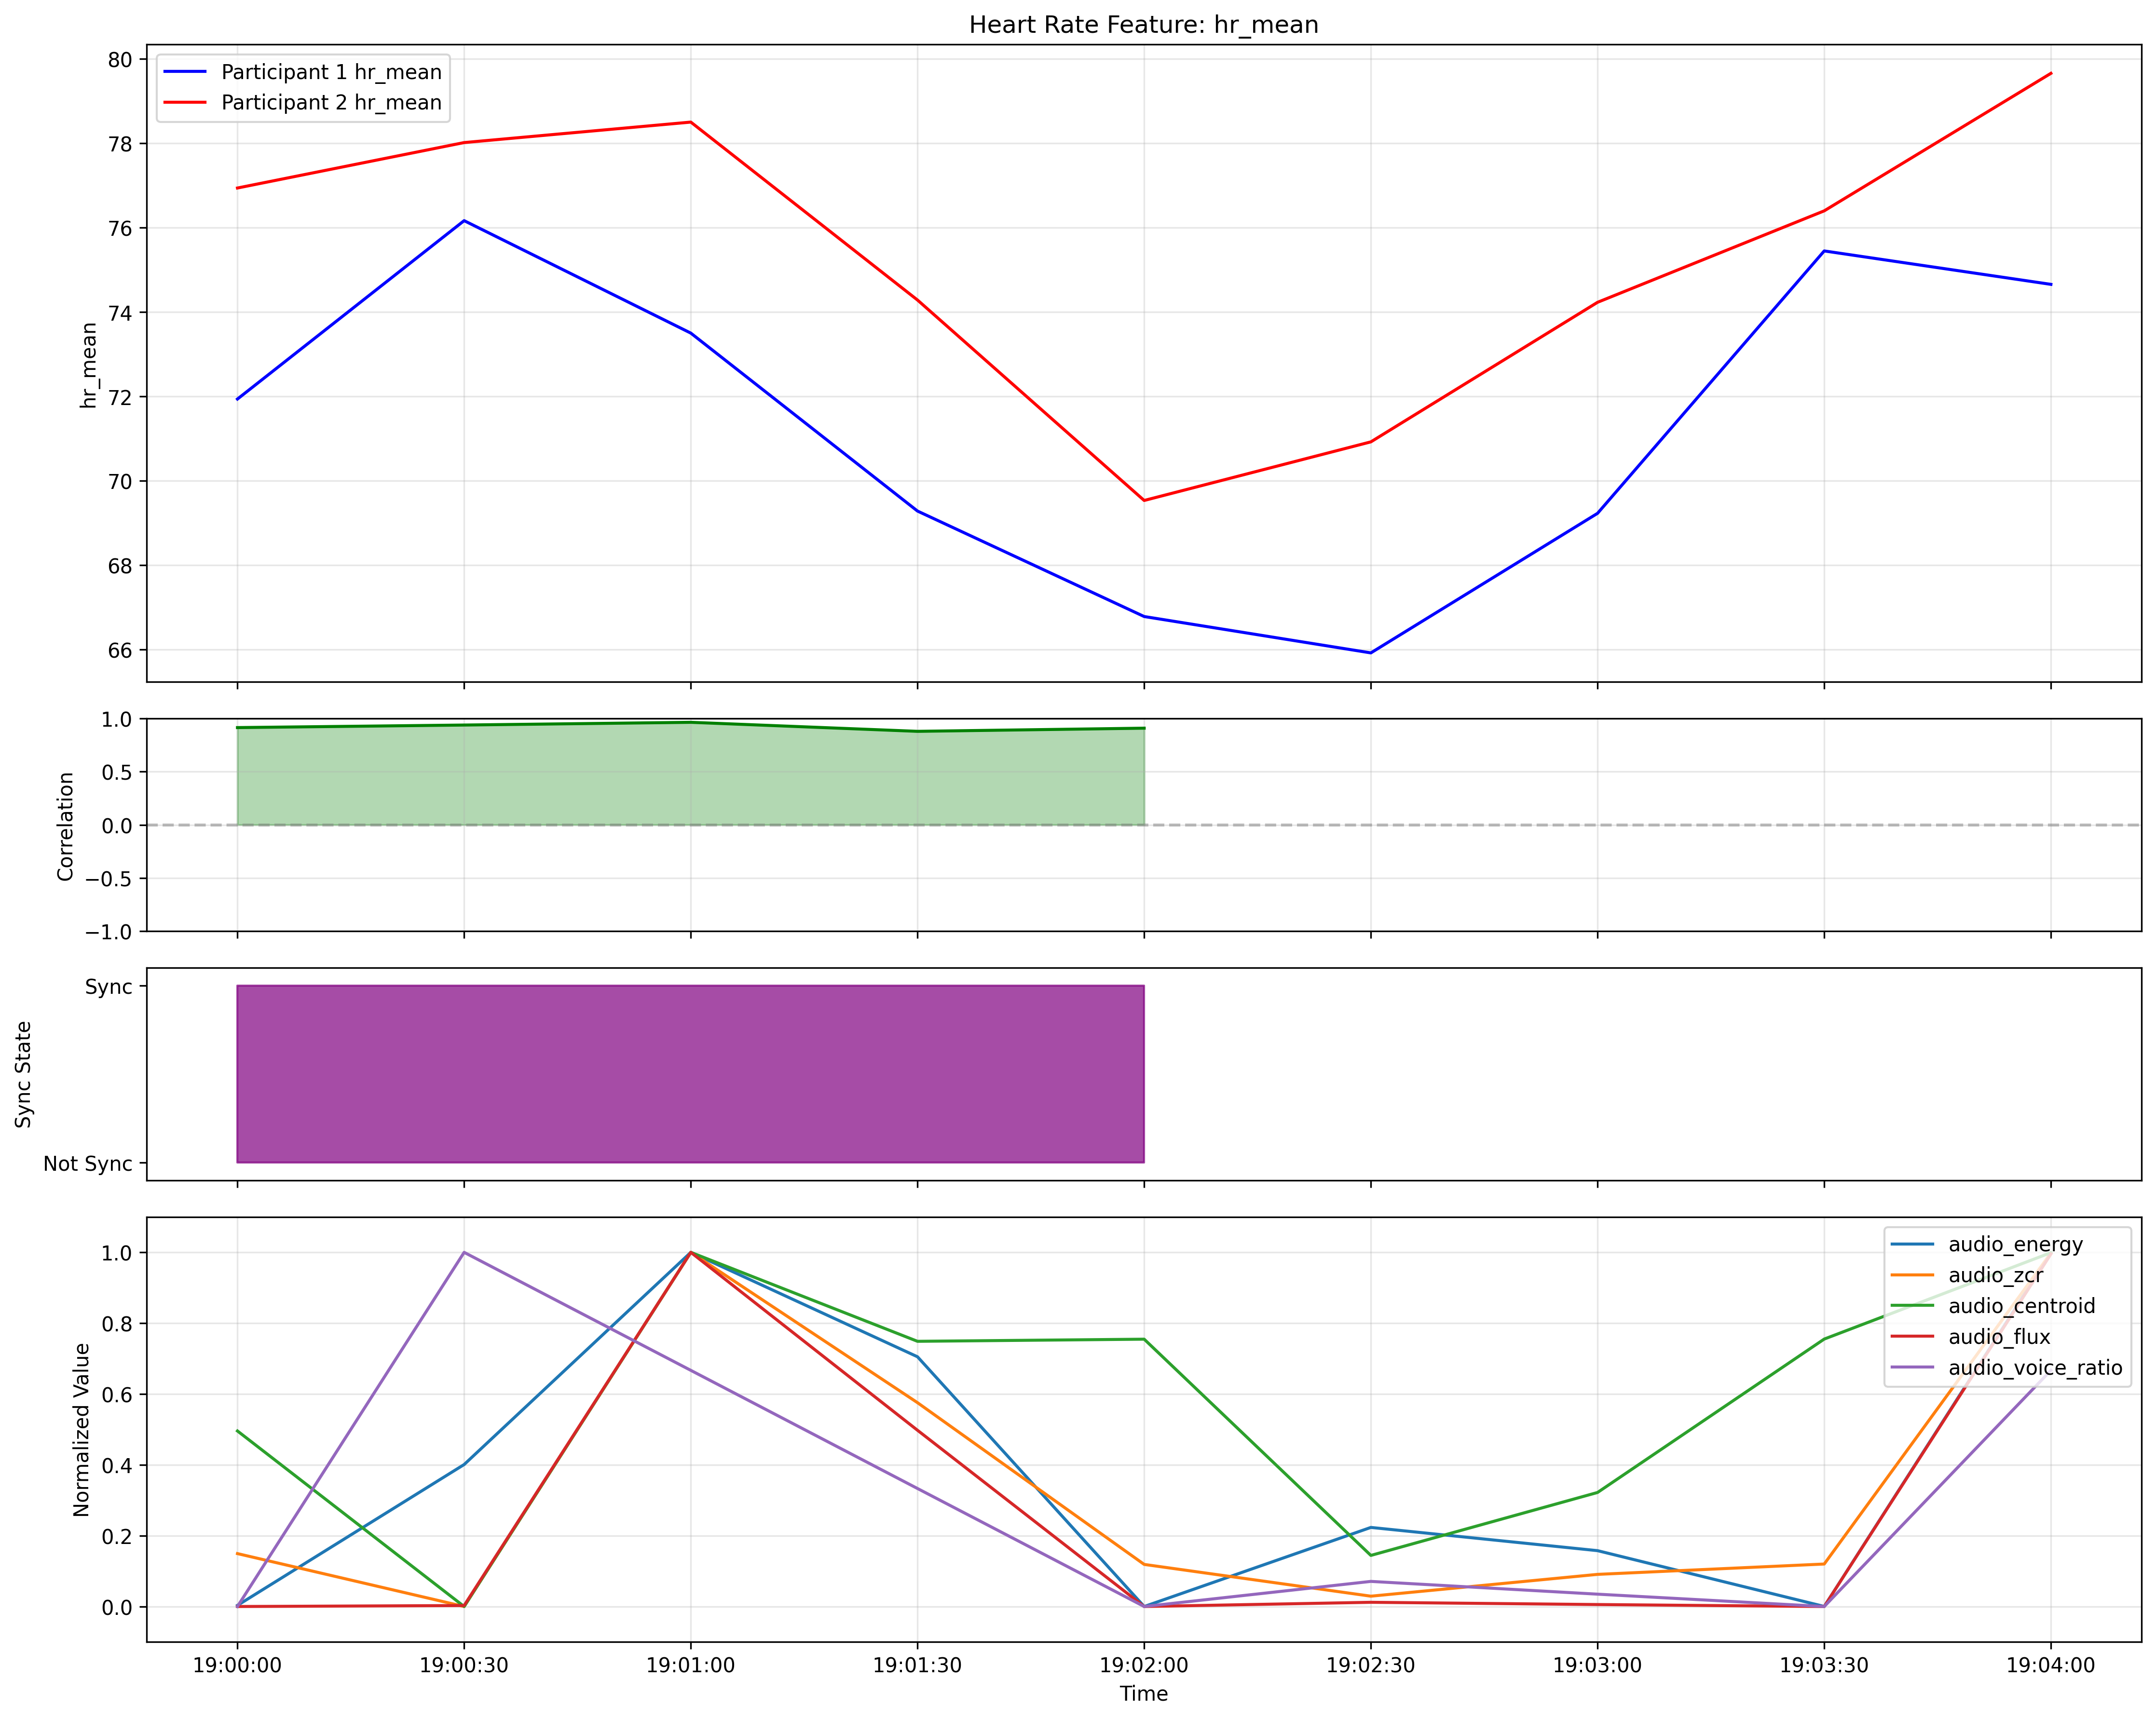 Heart Rate Feature: hr_mean
Participant 1 hr_mean
Participant 2 hr_mean
80
78
76
74
72
70
68
66
hr_mean
1.0
0.5
0.0
−0.5
−1.0
Correlation
Sync
Not Sync
Sync State
audio_energy
audio_zcr
audio_centroid
audio_flux
audio_voice_ratio
1.0
0.8
0.6
0.4
0.2
0.0
Normalized Value
19:00:00
19:00:30
19:01:00
19:01:30
19:02:00
19:02:30
19:03:00
19:03:30
19:04:00
Time